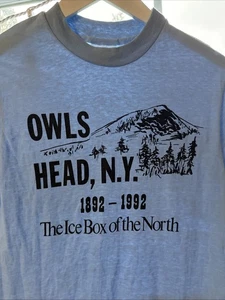 OWLS
HEAD, N.Y.
1892 - 1992
The Ice Box of the North